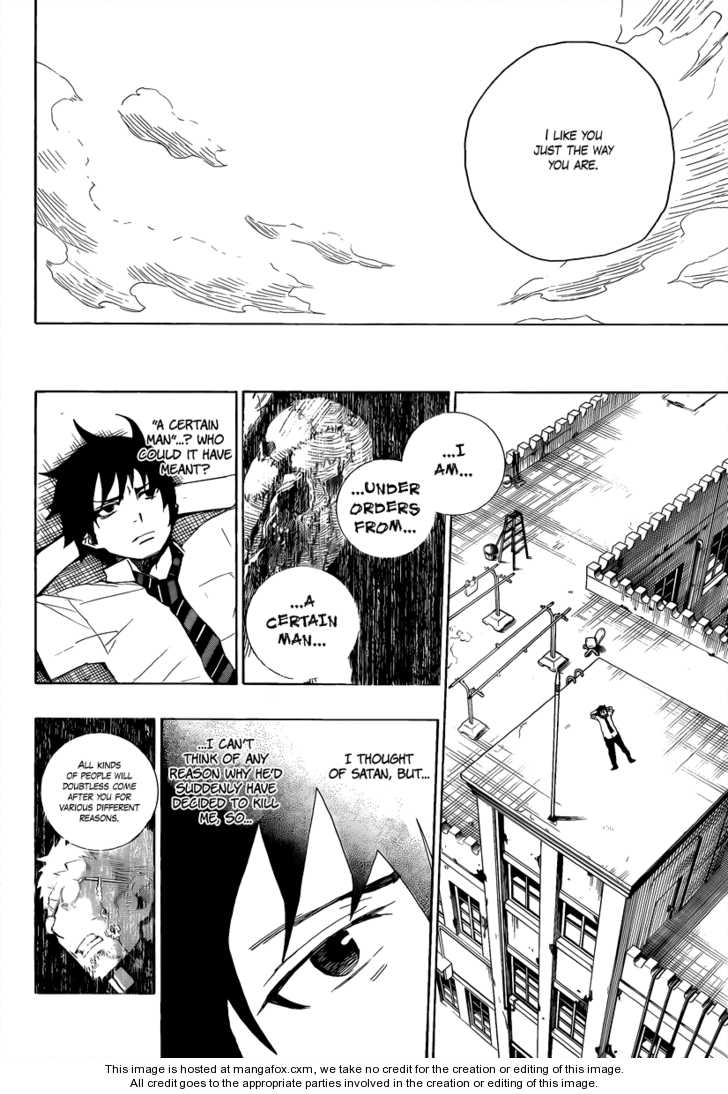 I LIKE YOU
JUST THE WAY
YOU ARE.
...I
AM...
...UNDER
ORDERS
FROM...
...A
CERTAIN
MAN...
"A CERTAIN
MAN"...? WHO
COULD IT HAVE
MEANT?
I THOUGHT
OF SATAN, BUT...
...I CAN'T
THINK OF ANY
REASON WHY HE'D
SUDDENLY HAVE
DECIDED TO KILL
ME, SO...
ALL KINDS
OF PEOPLE WILL
DOUBTLESS COME
AFTER YOU FOR
VARIOUS DIFFERENT
REASONS.
This image is hosted at mangafox.cxm, we take no credit for the creation or editing of this image.
All credit goes to the appropriate parties involved in the creation or editing of this image.